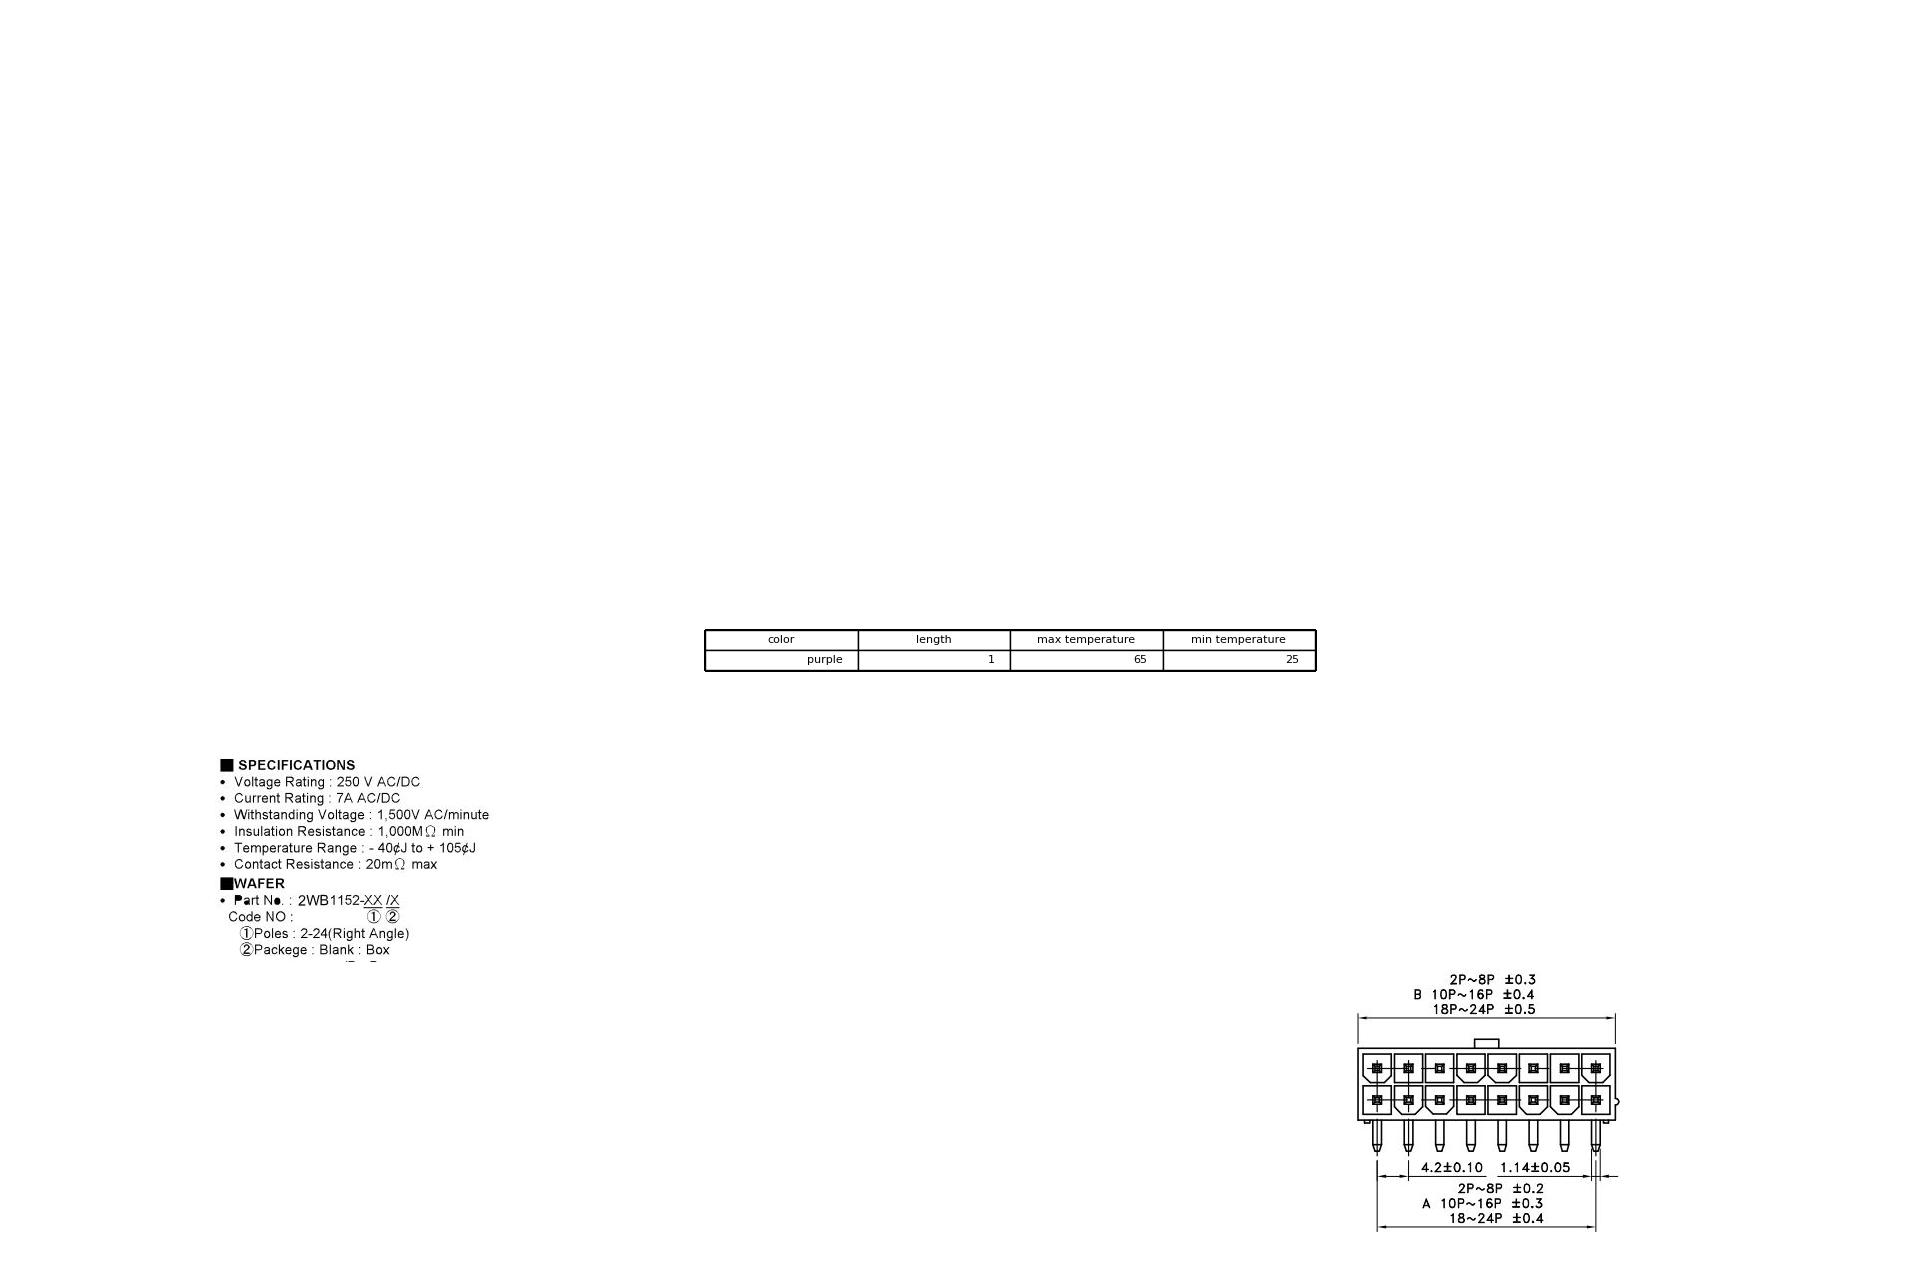 color length max temperature min temperature
purple 1 65 25
■ SPECIFICATIONS
• Voltage Rating : 250 V AC/DC
• Current Rating : 7A AC/DC
• Withstanding Voltage : 1,500V AC/minute
• Insulation Resistance : 1,000MΩ min
• Temperature Range : - 40¢J to + 105¢J
• Contact Resistance : 20mΩ max
■WAFER
• Part No. : 2WB1152-XX /X
Code NO : ① ②
①Poles : 2-24(Right Angle)
②Packege : Blank : Box
2P~8P ±0.3
B 10P~16P ±0.4
18P~24P ±0.5
4.2±0.10 1.14±0.05
2P~8P ±0.2
A 10P~16P ±0.3
18~24P ±0.4